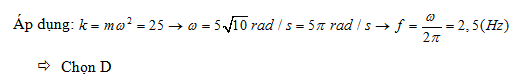 Áp dụng: k = mω² = 25 → ω = 5√10 rad / s = 5π rad / s → f = ω/2π = 2,5(Hz)
⇨ Chọn D